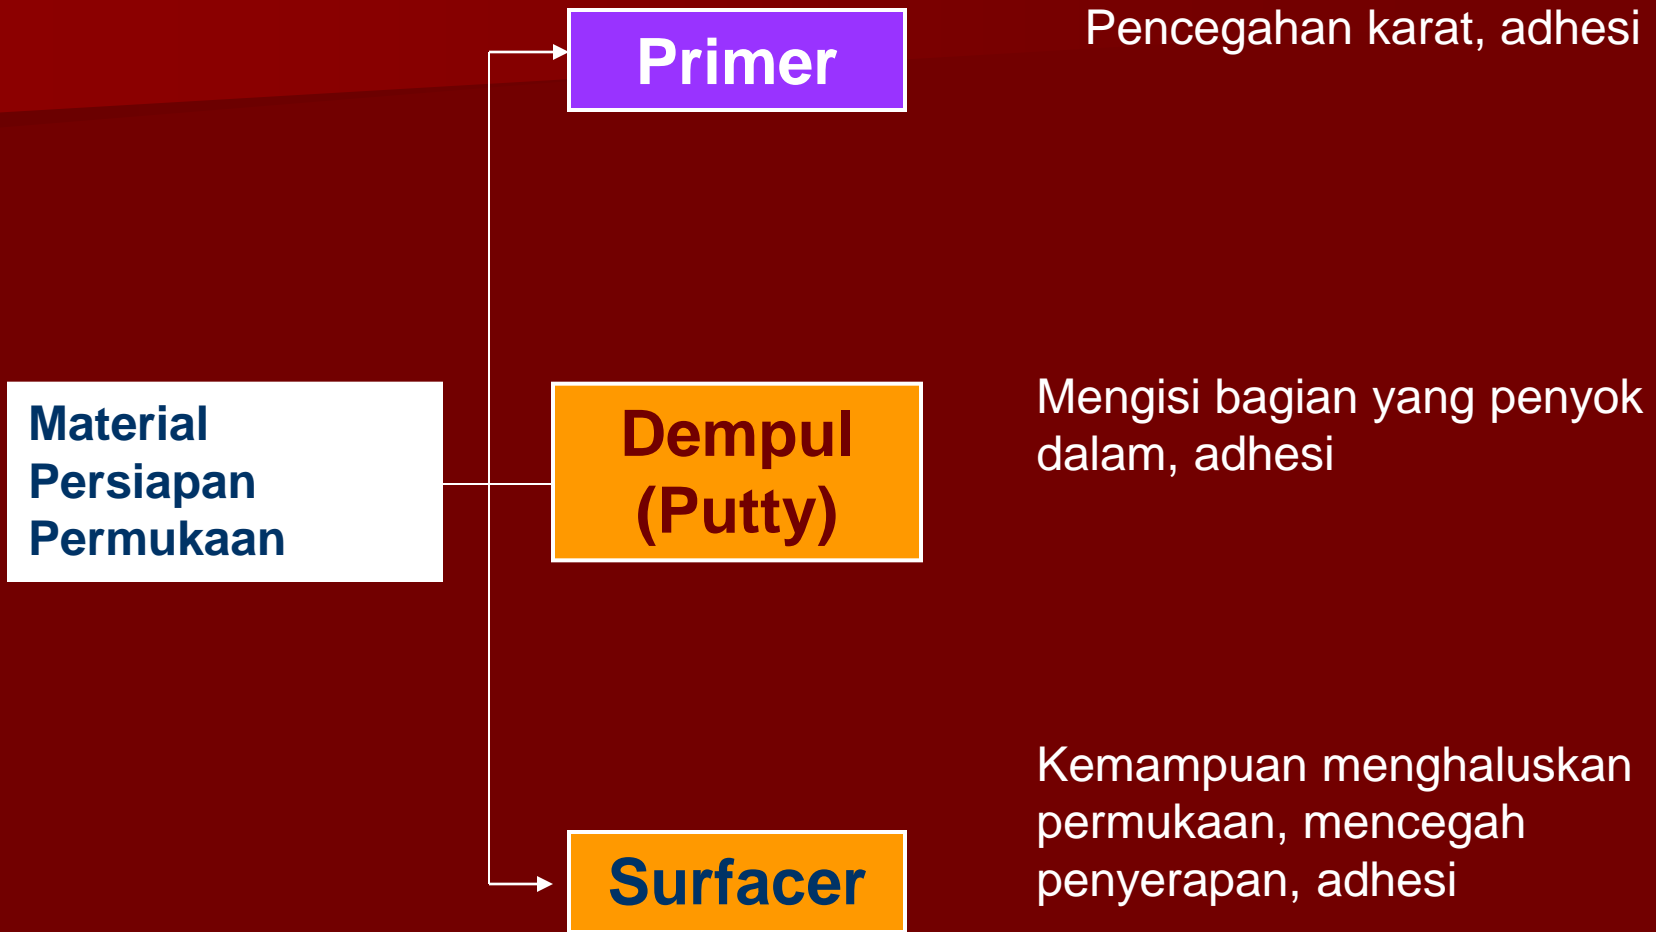 Primer
Pencegahan karat, adhesi
Material
Persiapan
Permukaan
Dempul
(Putty)
Mengisi bagian yang penyok
dalam, adhesi
Surfacer
Kemampuan menghaluskan
permukaan, mencegah
penyerapan, adhesi